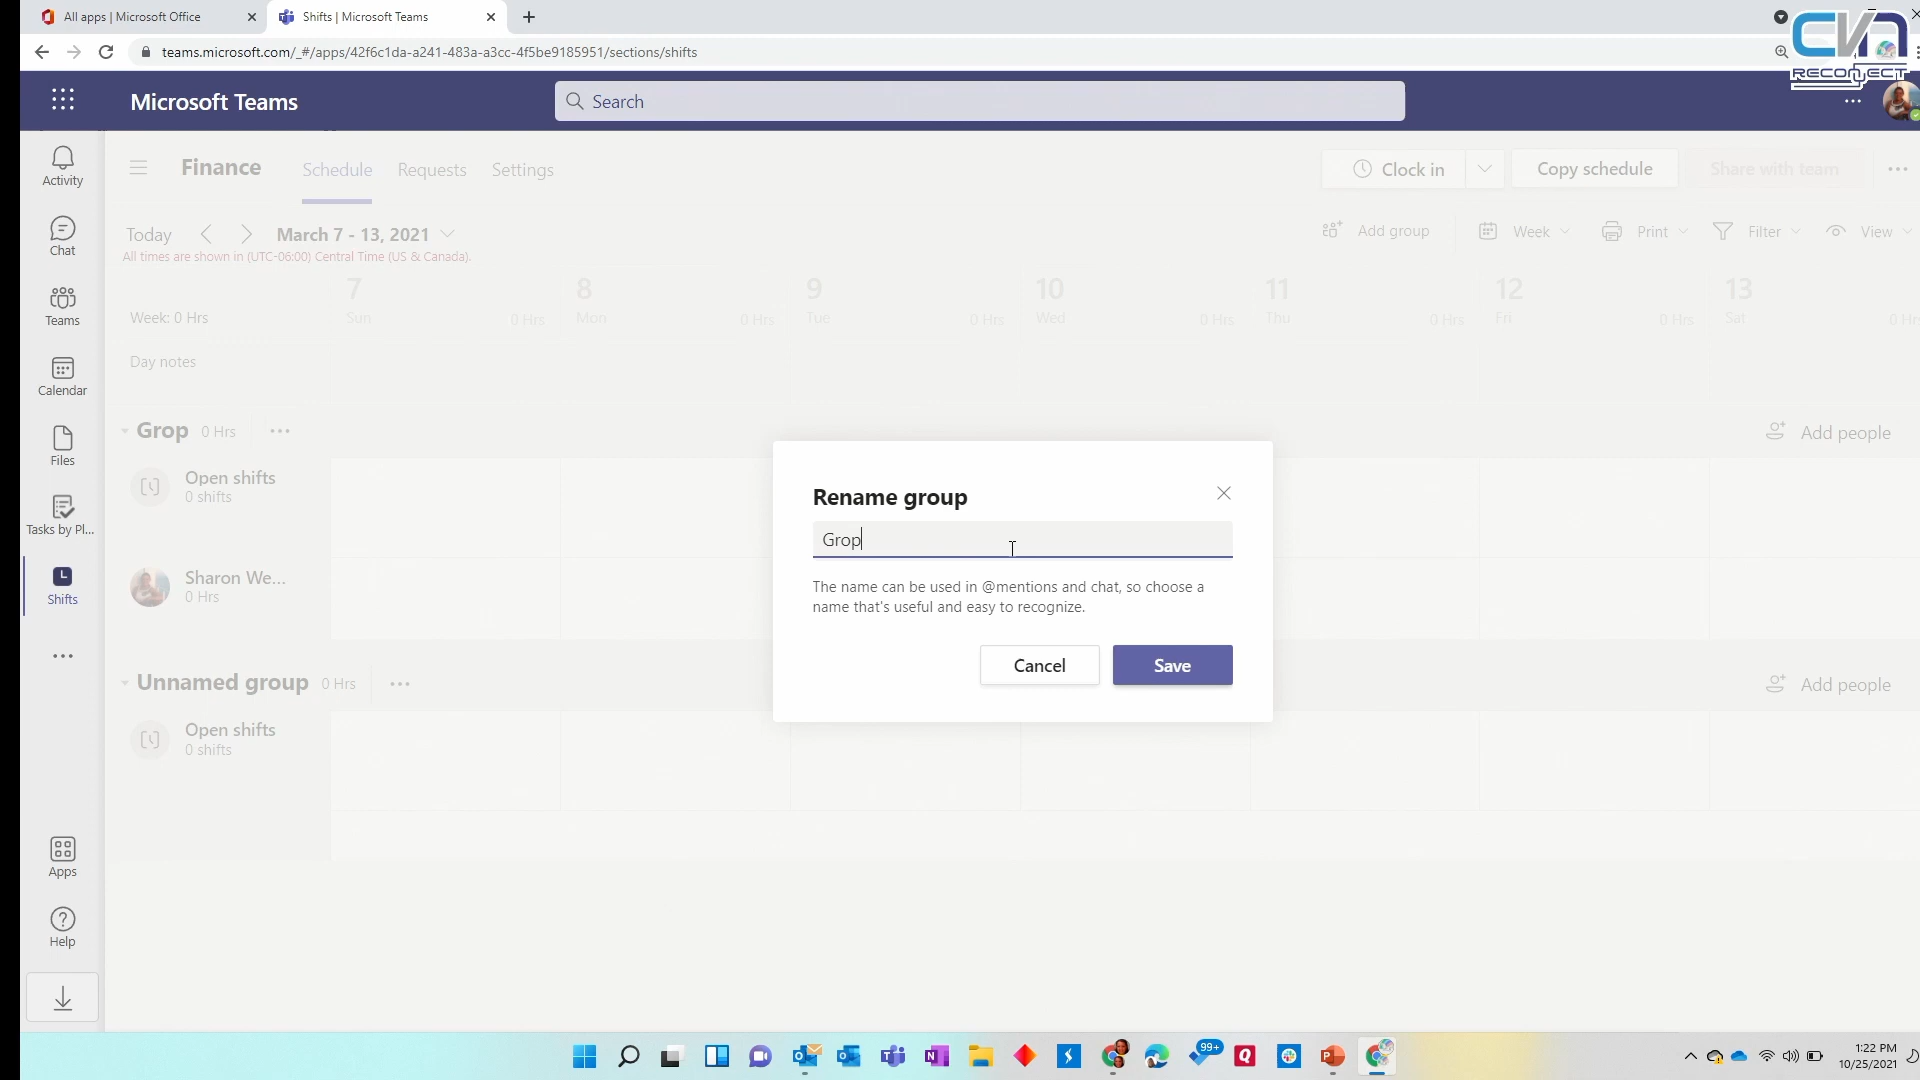 All apps | Microsoft Office
Shifts | Microsoft Teams
teams.microsoft.com/_#/apps/42f6c1da-a241-483a-a3cc-4f5be9185951/sections/shifts
CVN
RECONJECT
Microsoft Teams
Search
Activity
Chat
Teams
Calendar
Files
Tasks by Pl...
Shifts
Apps
Help
Finance
Schedule
Requests
Settings
Clock in
Copy schedule
Share with team
Today
March 7 - 13, 2021
Add group
Week
Print
Filter
View
All times are shown in (UTC-06:00) Central Time (US & Canada).
7
8
9
10
11
12
13
Week: 0 Hrs
Sun
0 Hrs
Mon
0 Hrs
Tue
0 Hrs
Wed
0 Hrs
Thu
0 Hrs
Fri
0 Hrs
Sat
0 Hrs
Day notes
Grop
0 Hrs
Add people
Open shifts
0 shifts
Sharon We...
0 Hrs
Unnamed group
0 Hrs
Add people
Open shifts
0 shifts
Rename group
Grop
The name can be used in @mentions and chat, so choose a
name that's useful and easy to recognize.
Cancel
Save
99+
1:22 PM
10/25/2021